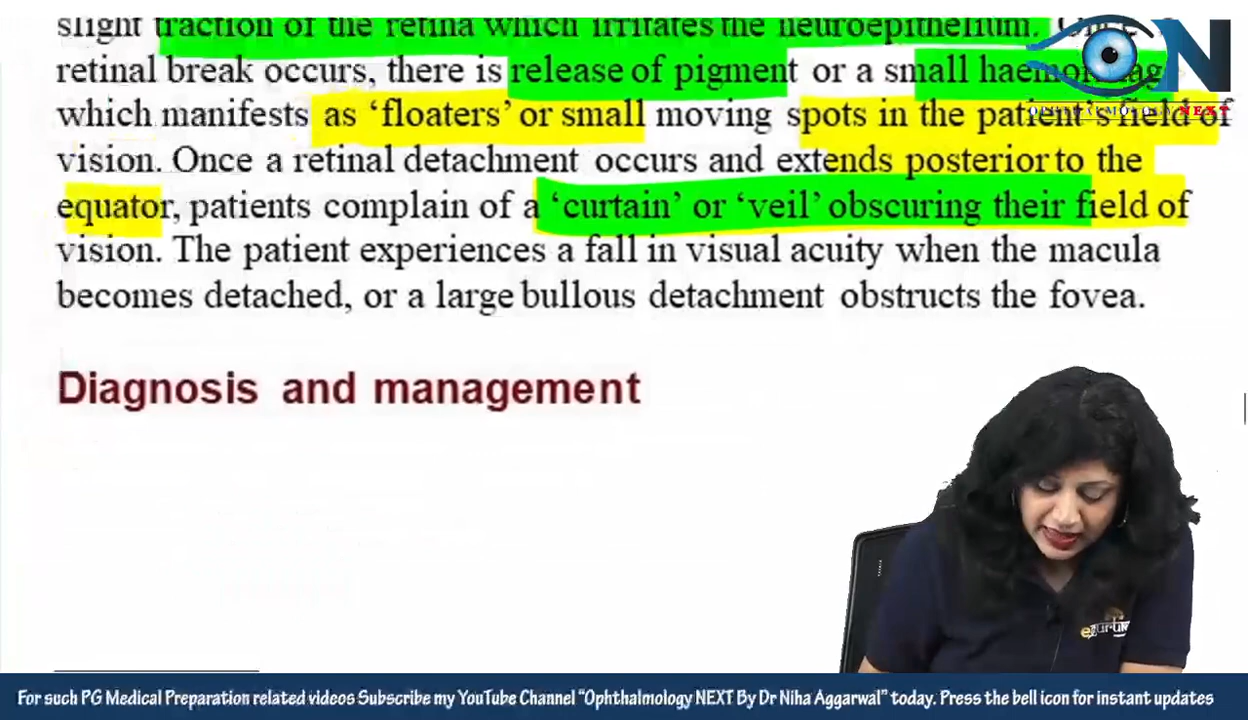 slight traction of the retina which irritates the neuroepithelium. Once
retinal break occurs, there is release of pigment or a small
which manifests as ‘floaters’ or small moving spots in the patient’s field of
vision. Once a retinal detachment occurs and extends posterior to the
equator, patients complain of a ‘curtain’ or ‘veil’ obscuring their field of
vision. The patient experiences a fall in visual acuity when the macula
becomes detached, or a large bullous detachment obstructs the fovea.
Diagnosis and management
ON
OPHTHALMOLOGY NEXT
For such PG Medical Preparation related videos Subscribe my YouTube Channel "Ophthalmology NEXT By Dr Niha Aggarwal" today. Press the bell icon for instant updates